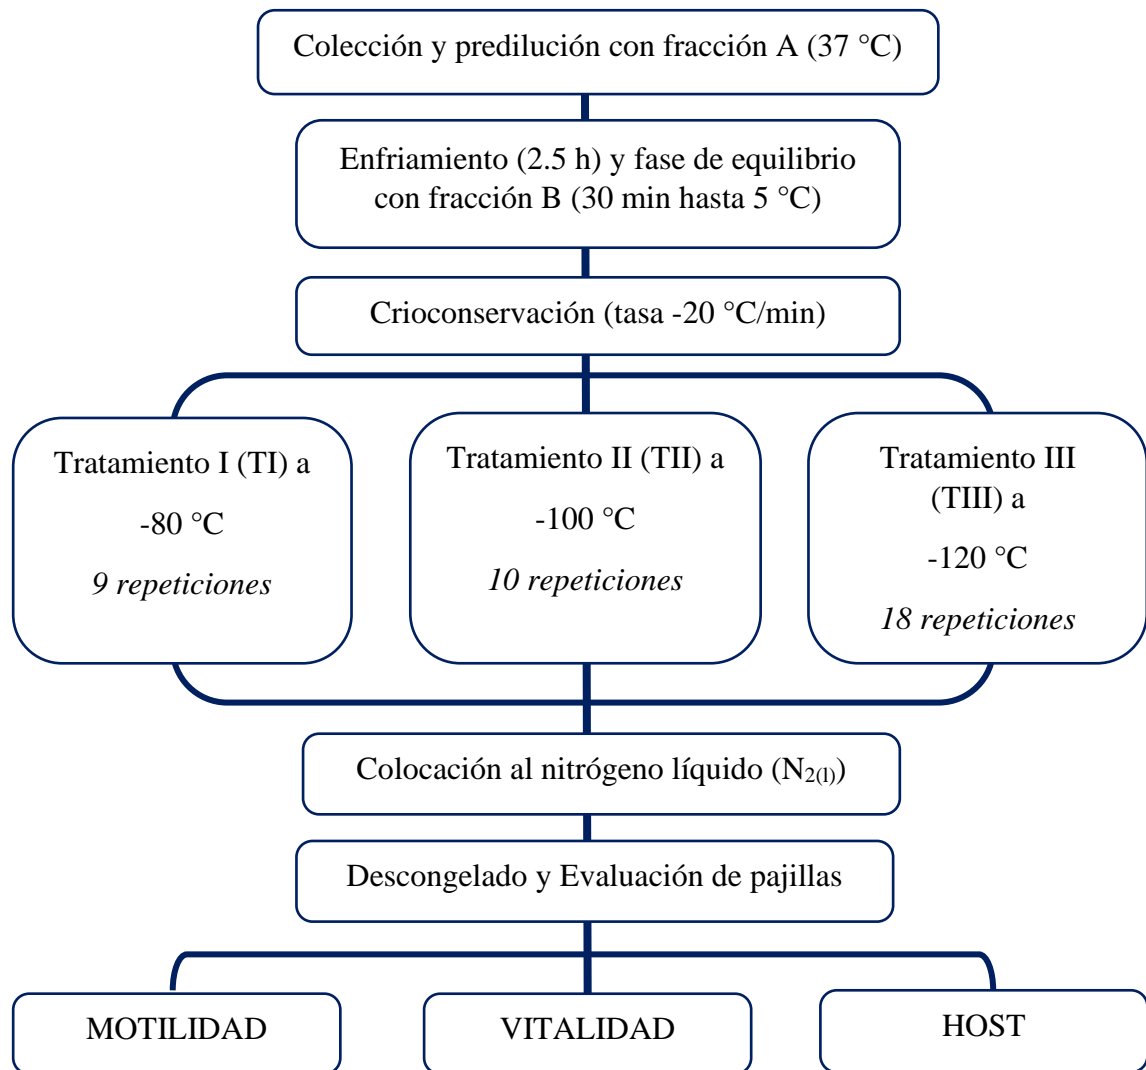 Colección y predilución con fracción A (37 °C)
Enfriamiento (2.5 h) y fase de equilibrio
con fracción B (30 min hasta 5 °C)
Crioconservación (tasa -20 °C/min)
Tratamiento I (TI) a
-80 °C
9 repeticiones
Tratamiento II (TII) a
-100 °C
10 repeticiones
Tratamiento III
(TIII) a
-120 °C
18 repeticiones
Colocación al nitrógeno líquido (N2(l))
Descongelado y Evaluación de pajillas
MOTILIDAD
VITALIDAD
HOST